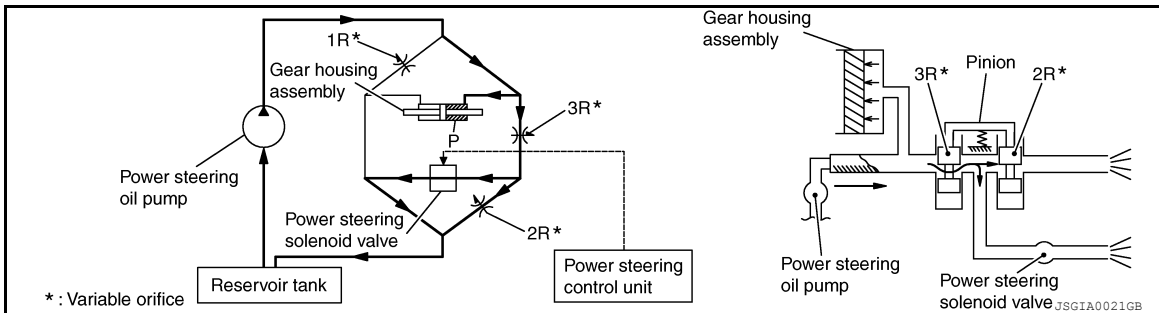 1R*
Gear housing
assembly
3R*
P
Power steering
oil pump
Power steering
solenoid valve
2R*
Reservoir tank
Power steering
control unit
* : Variable orifice
Gear housing
assembly
Pinion
3R*
2R*
Power steering
oil pump
Power steering
solenoid valve
JSGIA0021GB